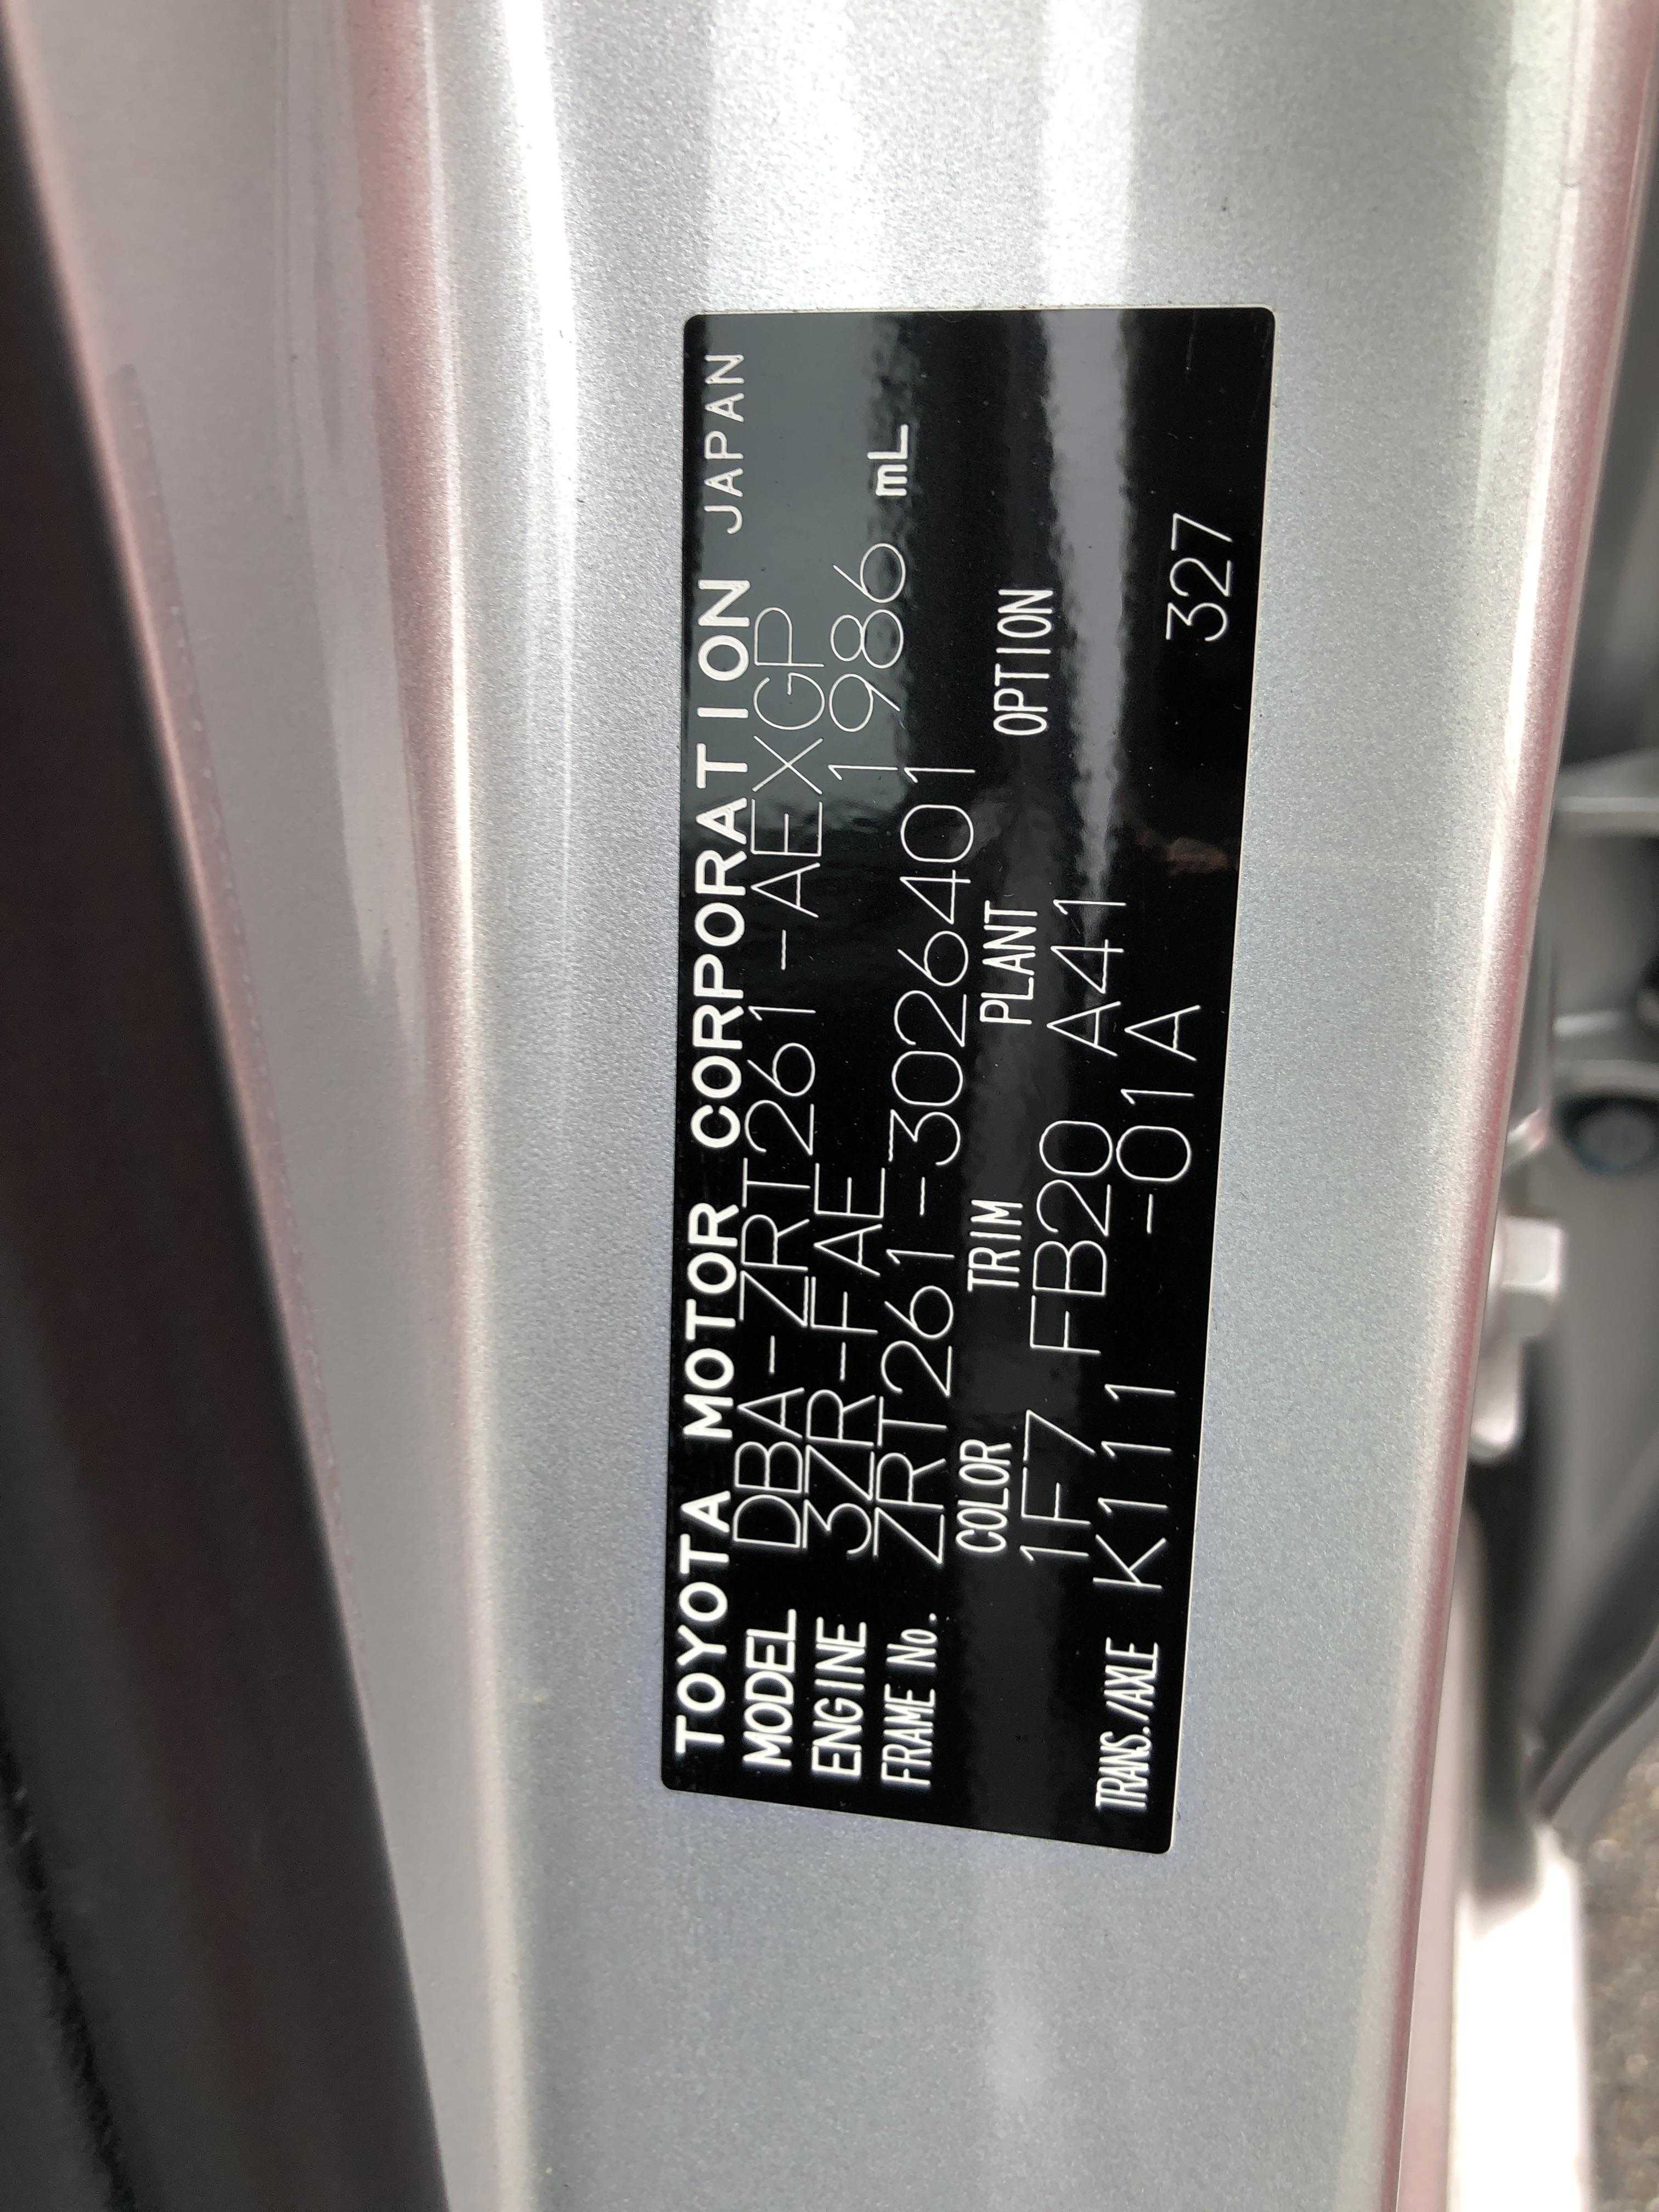 TOYOTA MOTOR CORPORATION JAPAN
MODEL DBA-ZRT261-AEXGP
ENGINE 3ZR-FAE 1986 mL
FRAME No. ZRT261-3026401
COLOR TRIM PLANT OPTION
1F7 FB20 A41
TRANS./AXLE K111 -01A 327